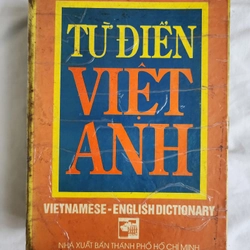 TỪ ĐIỂN
VIỆT
ANH
VIETNAMESE - ENGLISH DICTIONARY
NHÀ XUẤT BẢN THÀNH PHỐ HỒ CHÍ MINH